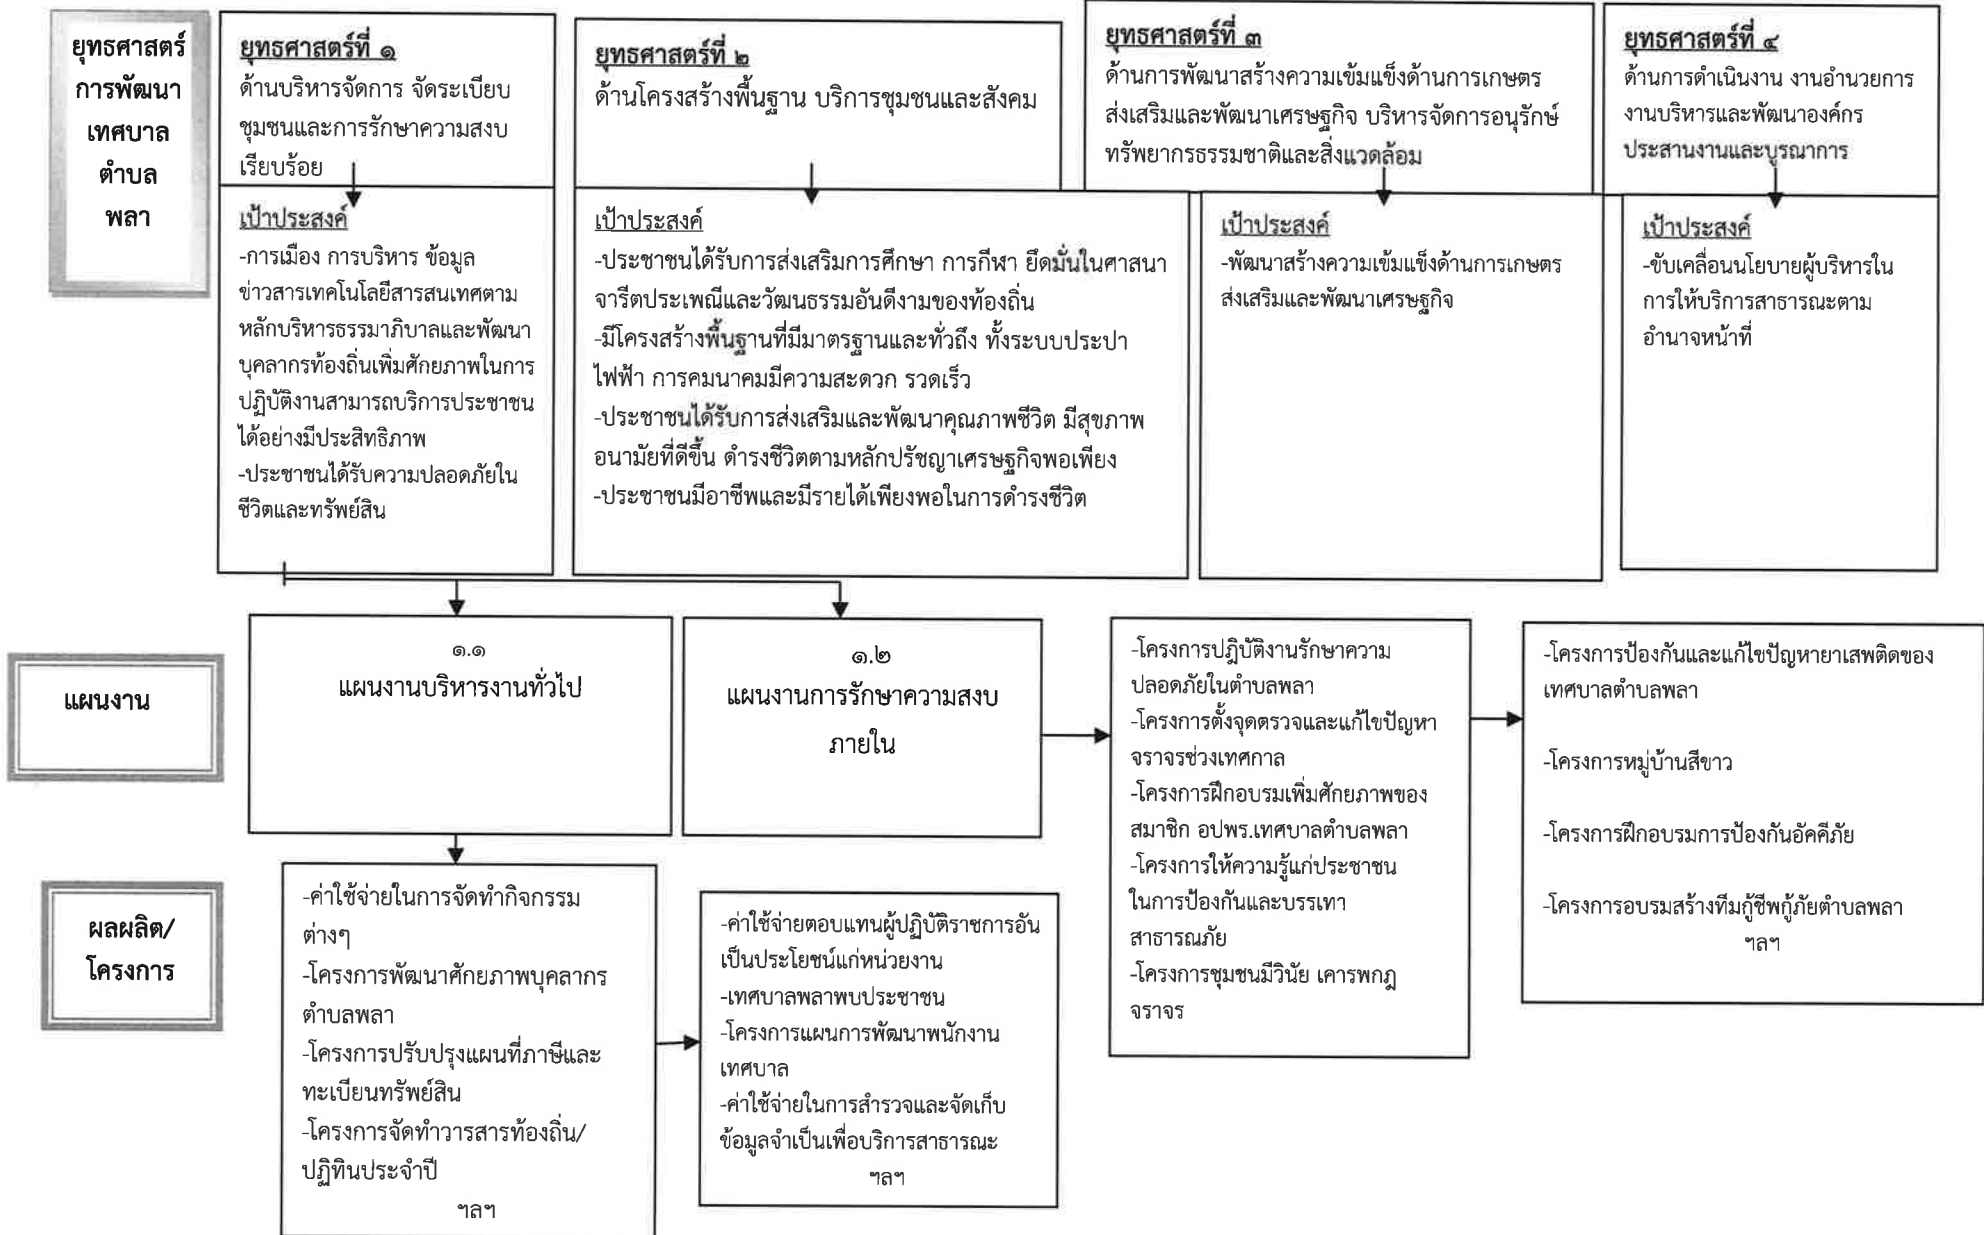 ยุทธศาสตร์
การพัฒนา
เทศบาล
ตำบล
พลา
ยุทธศาสตร์ที่ ๑
ด้านบริหารจัดการ จัดระเบียบ
ชุมชนและการรักษาความสงบ
เรียบร้อย
ยุทธศาสตร์ที่ ๒
ด้านโครงสร้างพื้นฐาน บริการชุมชนและสังคม
ยุทธศาสตร์ที่ ๓
ด้านการพัฒนาสร้างความเข้มแข็งด้านการเกษตร
ส่งเสริมและพัฒนาเศรษฐกิจ บริหารจัดการอนุรักษ์
ทรัพยากรธรรมชาติและสิ่งแวดล้อม
ยุทธศาสตร์ที่ ๔
ด้านการดำเนินงาน งานอำนวยการ
งานบริหารและพัฒนาองค์กร
ประสานงานและบูรณาการ
เป้าประสงค์
-การเมือง การบริหาร ข้อมูล
ข่าวสารเทคโนโลยีสารสนเทศตาม
หลักบริหารธรรมาภิบาลและพัฒนา
บุคลากรท้องถิ่นเพิ่มศักยภาพในการ
ปฏิบัติงานสามารถบริการประชาชน
ได้อย่างมีประสิทธิภาพ
-ประชาชนได้รับความปลอดภัยใน
ชีวิตและทรัพย์สิน
เป้าประสงค์
-ประชาชนได้รับการส่งเสริมการศึกษา การกีฬา ยึดมั่นในศาสนา
จารีตประเพณีและวัฒนธรรมอันดีงามของท้องถิ่น
-มีโครงสร้างพื้นฐานที่มีมาตรฐานและทั่วถึง ทั้งระบบประปา
ไฟฟ้า การคมนาคมมีความสะดวก รวดเร็ว
-ประชาชนได้รับการส่งเสริมและพัฒนาคุณภาพชีวิต มีสุขภาพ
อนามัยที่ดีขึ้น ดำรงชีวิตตามหลักปรัชญาเศรษฐกิจพอเพียง
-ประชาชนมีอาชีพและมีรายได้เพียงพอในการดำรงชีวิต
เป้าประสงค์
-พัฒนาสร้างความเข้มแข็งด้านการเกษตร
ส่งเสริมและพัฒนาเศรษฐกิจ
เป้าประสงค์
-ขับเคลื่อนนโยบายผู้บริหารใน
การให้บริการสาธารณะตาม
อำนาจหน้าที่
แผนงาน
๑.๑
แผนงานบริหารงานทั่วไป
๑.๒
แผนงานการรักษาความสงบ
ภายใน
-โครงการปฎิบัติงานรักษาความ
ปลอดภัยในตำบลพลา
-โครงการตั้งจุดตรวจและแก้ไขปัญหา
จราจรช่วงเทศกาล
-โครงการฝึกอบรมเพิ่มศักยภาพของ
สมาชิก อปพร.เทศบาลตำบลพลา
-โครงการให้ความรู้แก่ประชาชน
ในการป้องกันและบรรเทา
สาธารณภัย
-โครงการชุมชนมีวินัย เคารพกฎ
จราจร
-โครงการป้องกันและแก้ไขปัญหายาเสพติดของ
เทศบาลตำบลพลา
-โครงการหมู่บ้านสีขาว
-โครงการฝึกอบรมการป้องกันอัคคีภัย
-โครงการอบรมสร้างทีมกู้ชีพกู้ภัยตำบลพลา
ฯลฯ
ผลผลิต/
โครงการ
-ค่าใช้จ่ายในการจัดทำกิจกรรม
ต่างๆ
-โครงการพัฒนาศักยภาพบุคลากร
ตำบลพลา
-โครงการปรับปรุงแผนที่ภาษีและ
ทะเบียนทรัพย์สิน
-โครงการจัดทำวารสารท้องถิ่น/
ปฏิทินประจำปี
ฯลฯ
-ค่าใช้จ่ายตอบแทนผู้ปฏิบัติราชการอัน
เป็นประโยชน์แก่หน่วยงาน
-เทศบาลพลาพบประชาชน
-โครงการแผนการพัฒนาพนักงาน
เทศบาล
-ค่าใช้จ่ายในการสำรวจและจัดเก็บ
ข้อมูลจำเป็นเพื่อบริการสาธารณะ
ฯลฯ